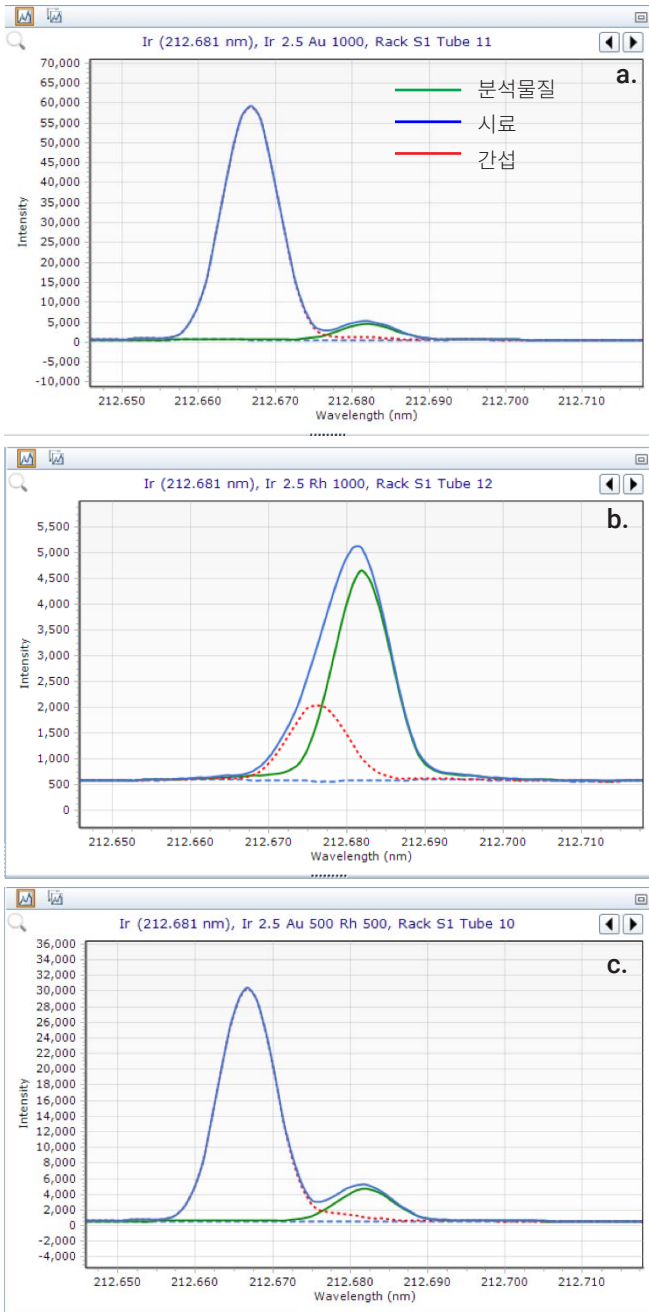 Ir (212.681 nm), Ir 2.5 Au 1000, Rack S1 Tube 11
a.
분석물질
시료
간섭
70,000
65,000
60,000
55,000
50,000
45,000
40,000
35,000
30,000
25,000
20,000
15,000
10,000
5,000
0
-5,000
-10,000
Intensity
212.650 212.660 212.670 212.680 212.690 212.700 212.710
Wavelength (nm)
Ir (212.681 nm), Ir 2.5 Rh 1000, Rack S1 Tube 12
b.
5,500
5,000
4,500
4,000
3,500
3,000
2,500
2,000
1,500
1,000
500
0
Intensity
212.650 212.660 212.670 212.680 212.690 212.700 212.710
Wavelength (nm)
Ir (212.681 nm), Ir 2.5 Au 500 Rh 500, Rack S1 Tube 10
c.
36,000
34,000
32,000
30,000
28,000
26,000
24,000
22,000
20,000
18,000
16,000
14,000
12,000
10,000
8,000
6,000
4,000
2,000
0
-2,000
-4,000
Intensity
212.650 212.660 212.670 212.680 212.690 212.700 212.710
Wavelength (nm)